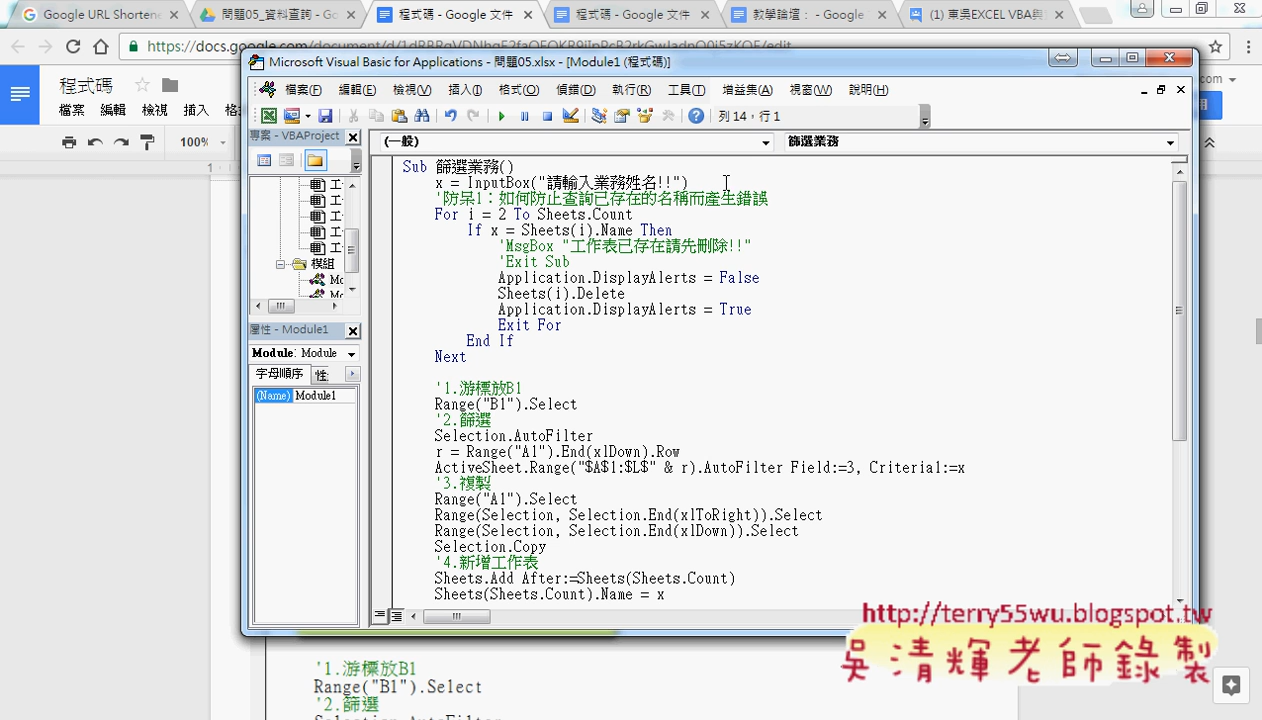 Google URL Shortene
問題05_資料查詢 - Go
程式碼 - Google 文件
程式碼 - Google 文件
教學論壇： - Google
(1) 東吳EXCEL VBA與
程式碼
檔案 編輯 檢視 插入
100%
Microsoft Visual Basic for Applications - 問題05.xlsx - [Module1 (程式碼)]
檔案(F) 編輯(E) 檢視(V) 插入(I) 格式(O) 偵錯(D) 執行(R) 工具(T) 增益集(A) 視窗(W) 說明(H)
列 14，行 1
專案 - VBAProject
(一般)
篩選業務
模組
屬性 - Module1
Module1 Module
字母順序
(Name) Module1
Sub 篩選業務()
x = InputBox("請輸入業務姓名!!")
'防呆1：如何防止查詢已存在的名稱而產生錯誤
For i = 2 To Sheets.Count
If x = Sheets(i).Name Then
'MsgBox "工作表已存在請先刪除!!"
'Exit Sub
Application.DisplayAlerts = False
Sheets(i).Delete
Application.DisplayAlerts = True
Exit For
End If
Next
'1.游標放B1
Range("B1").Select
'2.篩選
Selection.AutoFilter
r = Range("A1").End(xlDown).Row
ActiveSheet.Range("$A$1:$L$" & r).AutoFilter Field:=3, Criteria1:=x
'3.複製
Range("A1").Select
Range(Selection, Selection.End(xlToRight)).Select
Range(Selection, Selection.End(xlDown)).Select
Selection.Copy
'4.新增工作表
Sheets.Add After:=Sheets(Sheets.Count)
Sheets(Sheets.Count).Name = x
http://terry55wu.blogspot.tw
吳清輝老師錄製
'1.游標放B1
Range("B1").Select
'2.篩選